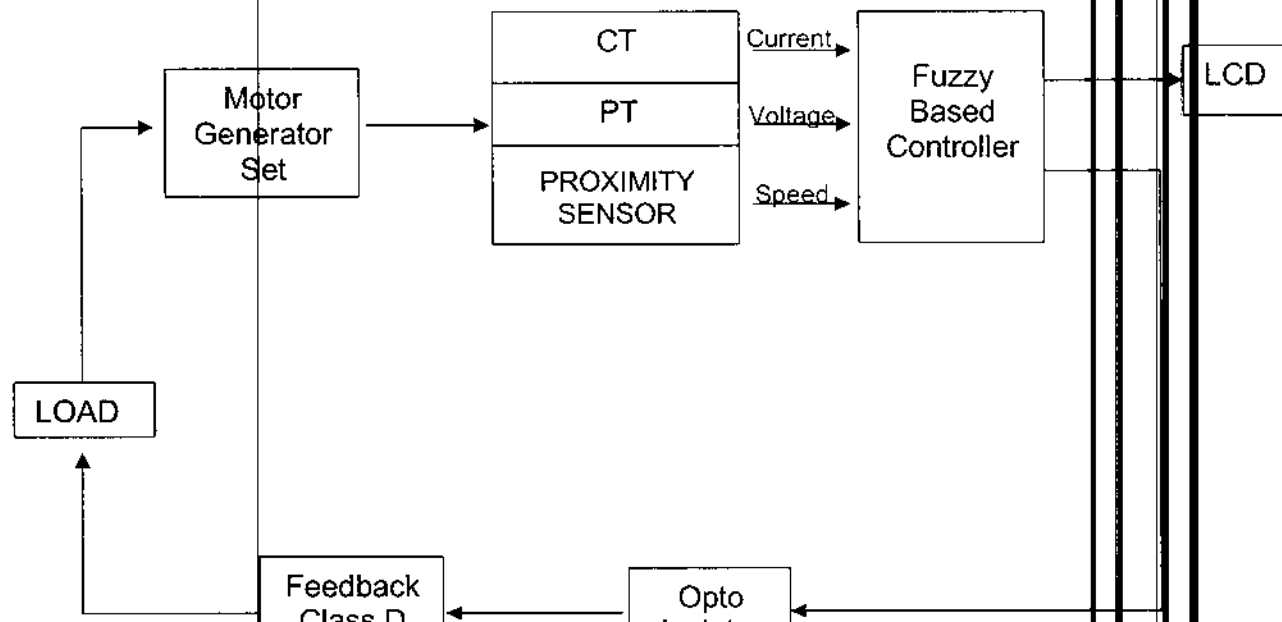 CT
Current
LCD
Fuzzy
Based
Controller
Motor
Generator
Set
PT
Voltage
PROXIMITY
SENSOR
Speed
LOAD
Feedback
Class D
Opto